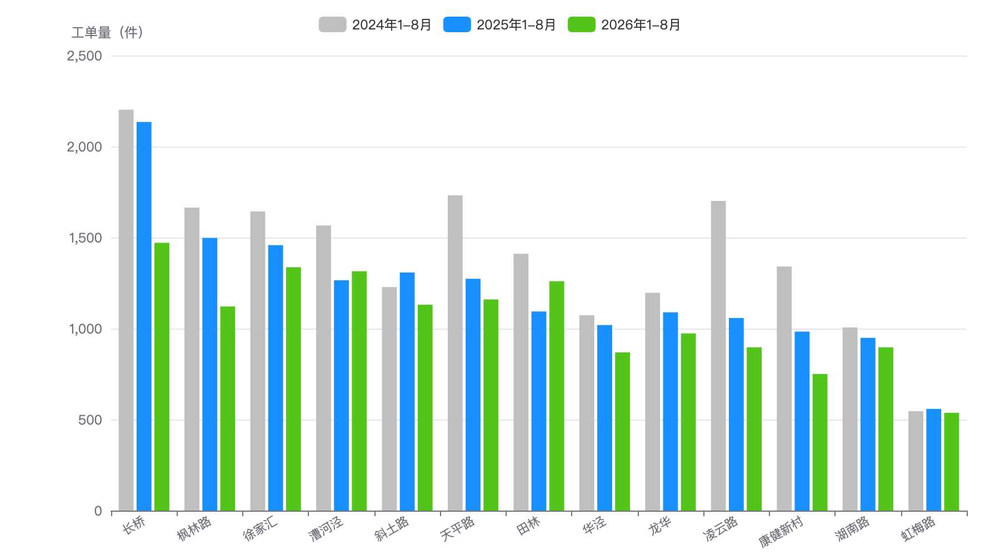 工单量（件）
2024年1-8月
2025年1-8月
2026年1-8月
2,500
2,000
1,500
1,000
500
0
长桥
枫林路
徐家汇
漕河泾
斜土路
天平路
田林
华泾
龙华
凌云路
康健新村
湖南路
虹梅路